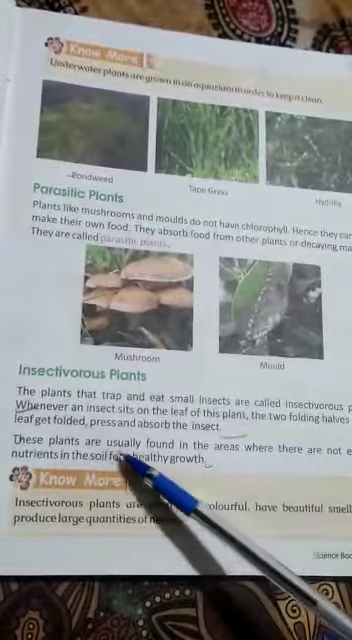 Know More
Underwater plants are grown in an aquarium in order to keep it clean.
Pondweed
Tape Grass
Hydrilla
Parasitic Plants
Plants like mushrooms and moulds do not have chlorophyll. Hence they
make their own food. They absorb food from other plants or decaying
They are called parasitic plants.
Mushroom
Mould
Insectivorous Plants
The plants that trap and eat small insects are called insectivorous
Whenever an insect sits on the leaf of this plant, the two folding halves
leaf get folded, press and absorb the insect.
These plants are usually found in the areas where there are not
nutrients in the soil for healthy growth.
Know More
Insectivorous plants are colourful, have beautiful
produce large quantities of
Science